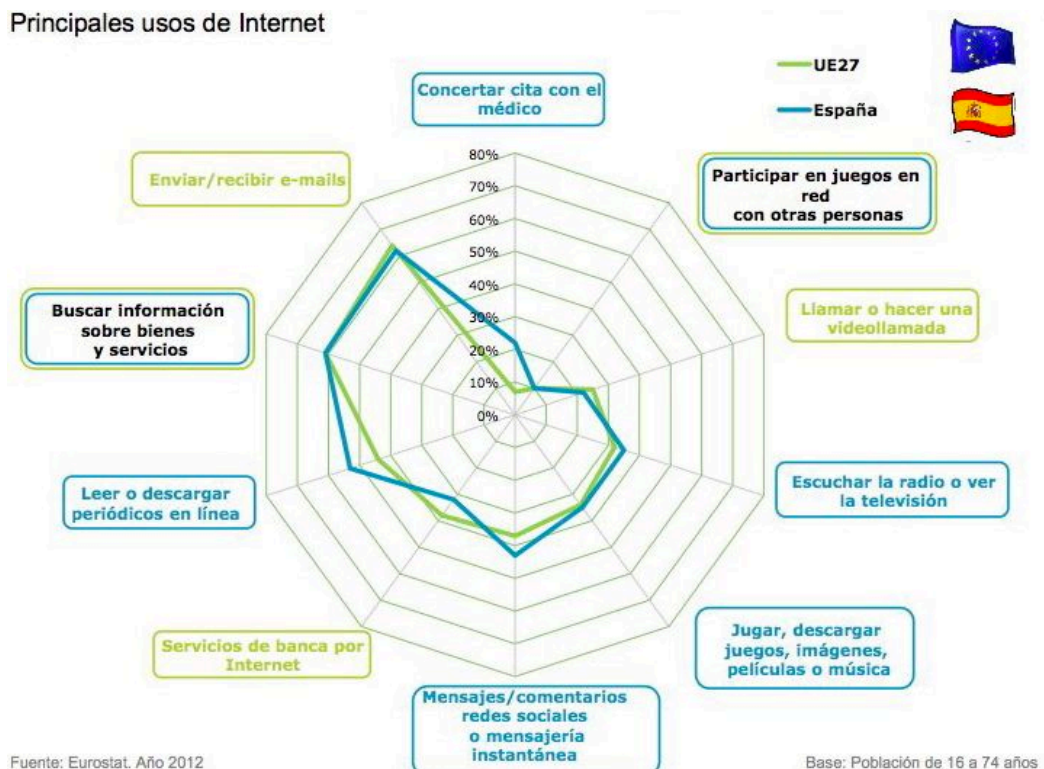 Principales usos de Internet
UE27
España
Concertar cita con el
médico
Enviar/recibir e-mails
Participar en juegos en
red
con otras personas
80%
70%
60%
50%
40%
30%
20%
10%
0%
Buscar información
sobre bienes
y servicios
Llamar o hacer una
videollamada
Leer o descargar
periódicos en línea
Escuchar la radio o ver
la televisión
Servicios de banca por
Internet
Jugar, descargar
juegos, imágenes,
películas o música
Mensajes/comentarios
redes sociales
o mensajería
instantánea
Fuente: Eurostat. Año 2012
Base: Población de 16 a 74 años